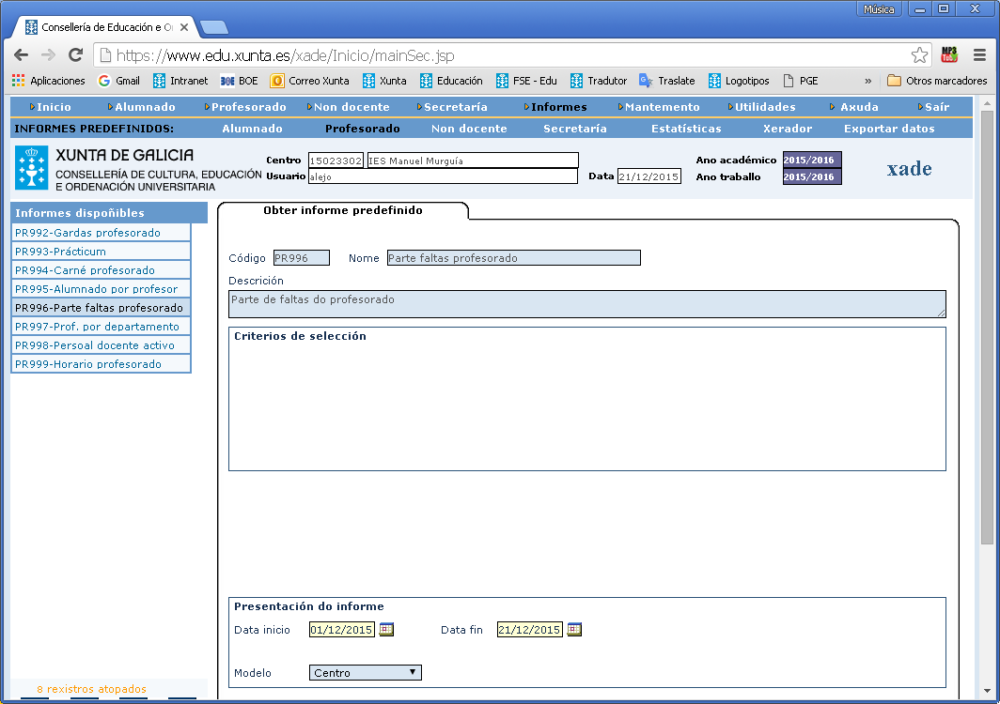 Música
Consellería de Educación e O
https://www.edu.xunta.es/xade/Inicio/mainSec.jsp
MP3
Aplicaciones Gmail Intranet BOE BOE Correo Xunta Xunta Educación FSE - Edu Tradutor Traslate Logotipos PGE » Otros marcadores
Inicio Alumnado Profesorado Non docente Secretaría Informes Mantemento Utilidades Axuda Saír
INFORMES PREDEFINIDOS: Alumnado Profesorado Non docente Secretaría Estatísticas Xerador Exportar datos
XUNTA DE GALICIA
CONSELLERÍA DE CULTURA, EDUCACIÓN
E ORDENACIÓN UNIVERSITARIA
Centro 15023302 IES Manuel Murguía
Usuario alejo
Data 21/12/2015
Ano académico 2015/2016
Ano traballo 2015/2016
xade
Informes dispoñibles
PR992-Gardas profesorado
PR993-Prácticum
PR994-Carné profesorado
PR995-Alumnado por profesor
PR996-Parte faltas profesorado
PR997-Prof. por departamento
PR998-Persoal docente activo
PR999-Horario profesorado
8 rexistros atopados
Obter informe predefinido
Código PR996 Nome Parte faltas profesorado
Descrición
Parte de faltas do profesorado
Criterios de selección
Presentación do informe
Data inicio 01/12/2015 Data fin 21/12/2015
Modelo Centro